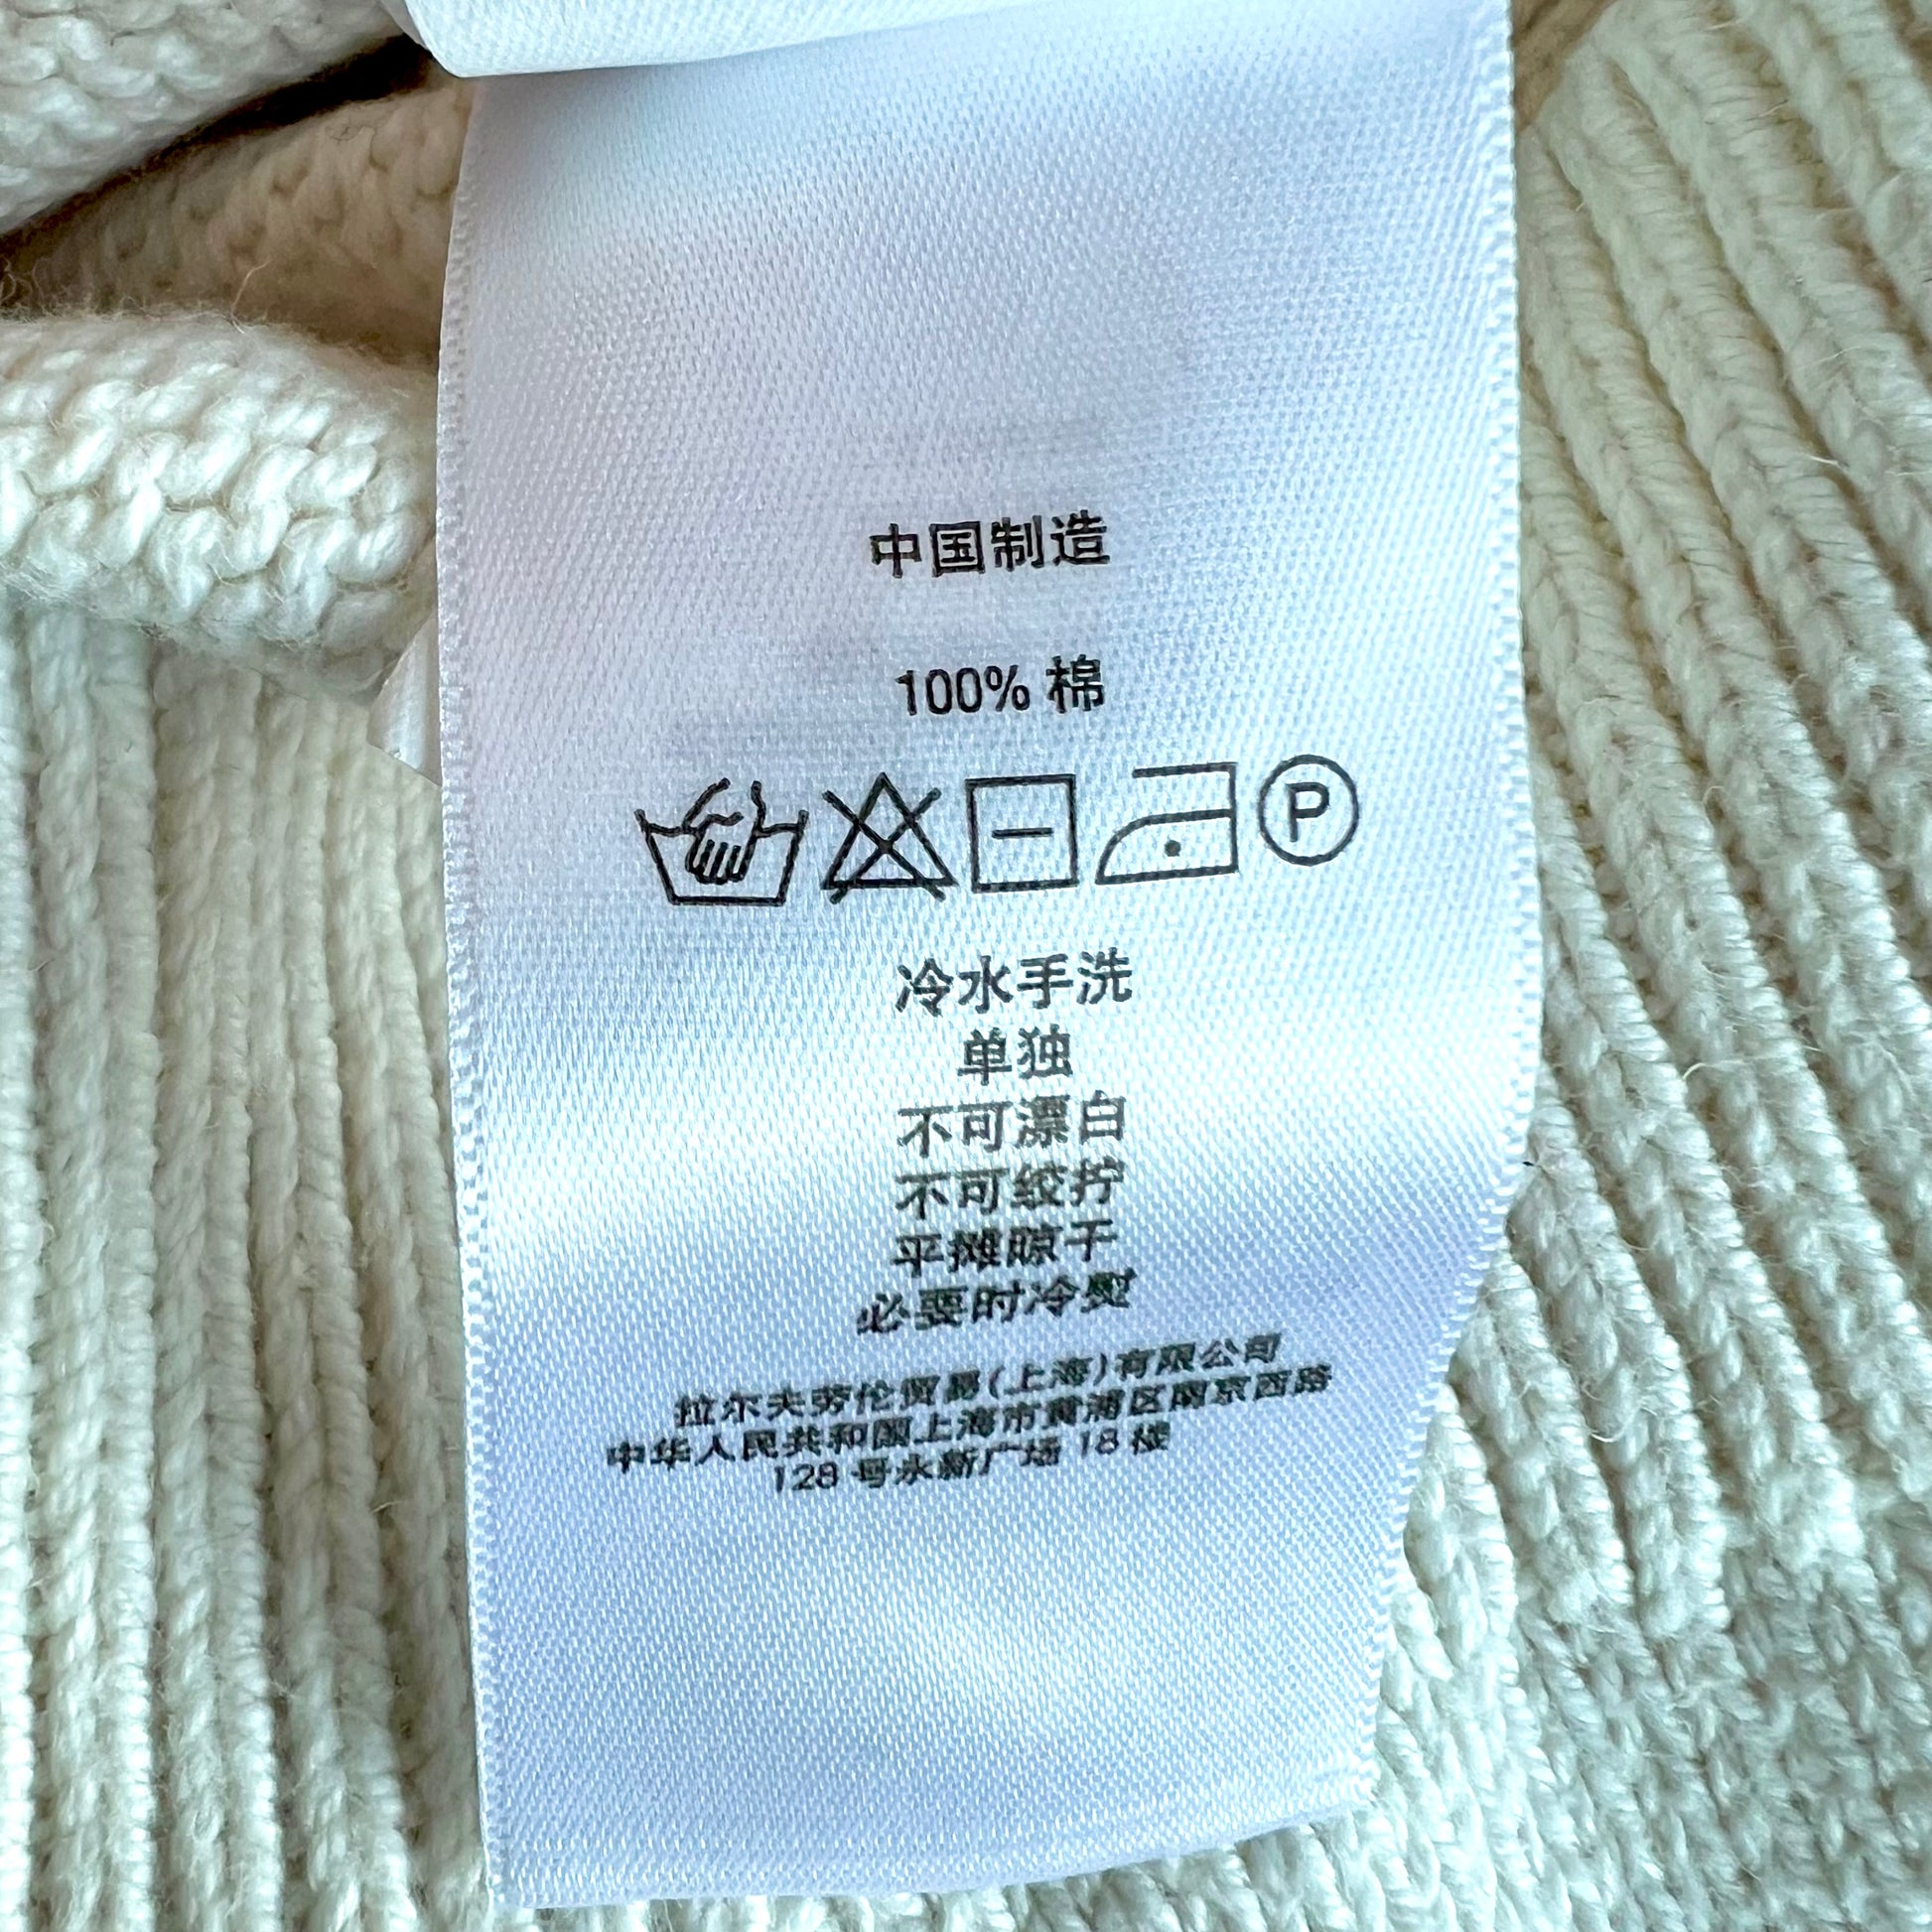 中国制造
100% 棉
P
冷水手洗
单独
不可漂白
不可绞拧
平摊晾干
必要时冷熨
拉尔夫劳伦贸易(上海)有限公司
中华人民共和国上海市黄浦区南京西路
128 号永新广场 18 楼